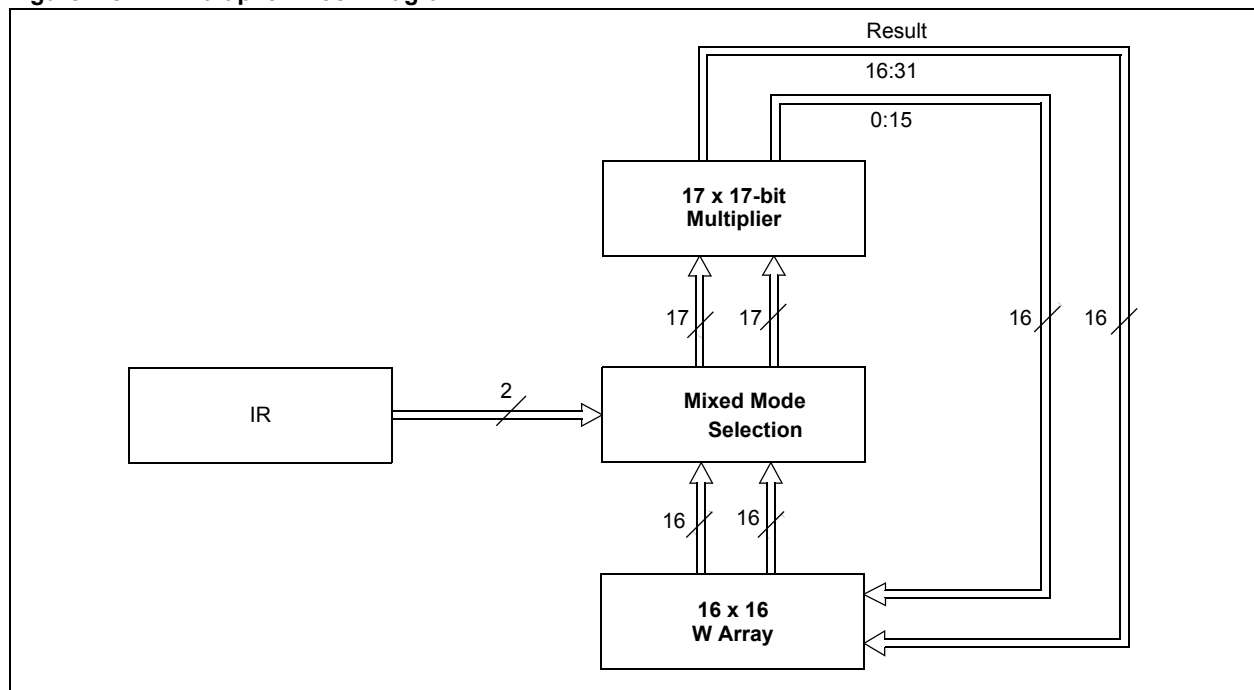 Result
16:31
0:15
17 x 17-bit
Multiplier
17
17
16
16
2
IR
Mixed Mode
Selection
16
16
16 x 16
W Array